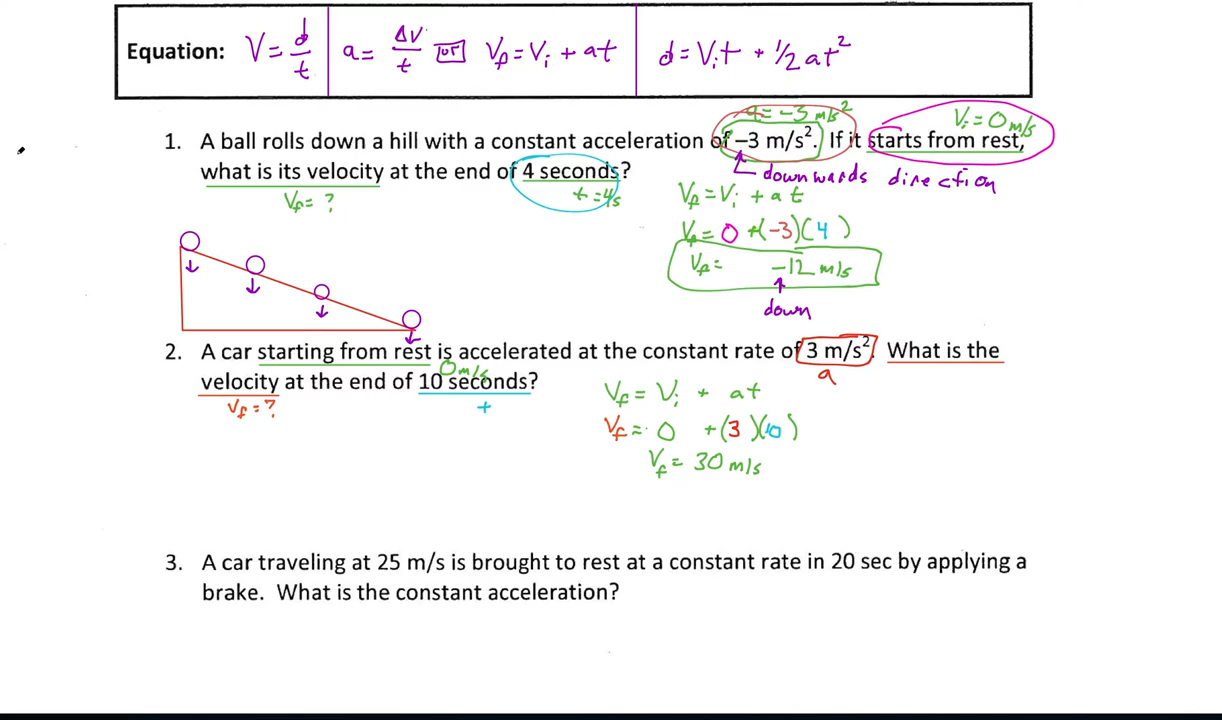 Equation: V = d/t | a = ΔV/t or Vf = Vi + at | d = Vit + 1/2 at²
a = -3 m/s²
Vi = 0 m/s
1. A ball rolls down a hill with a constant acceleration of −3 m/s². If it starts from rest,
what is its velocity at the end of 4 seconds?
downwards direction
Vf = ?
t = 4s
Vf = Vi + at
Vf = 0 + (-3)(4)
Vf = -12 m/s
down
2. A car starting from rest is accelerated at the constant rate of 3 m/s². What is the
0 m/s
a
velocity at the end of 10 seconds?
Vf = ?
t
Vf = Vi + at
Vf = 0 + (3)(10)
Vf = 30 m/s
3. A car traveling at 25 m/s is brought to rest at a constant rate in 20 sec by applying a
brake. What is the constant acceleration?